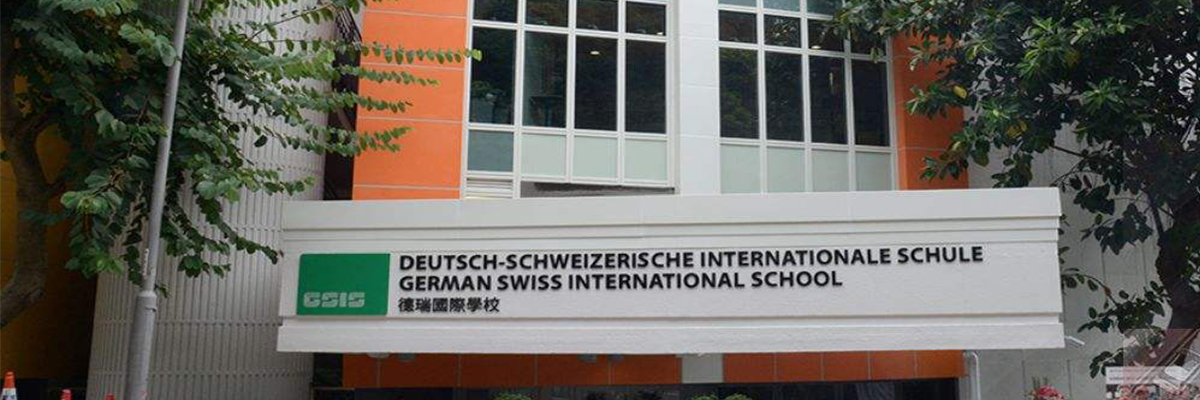 DEUTSCH-SCHWEIZERISCHE INTERNATIONALE SCHULE
GERMAN SWISS INTERNATIONAL SCHOOL
GSIS
德瑞國際學校